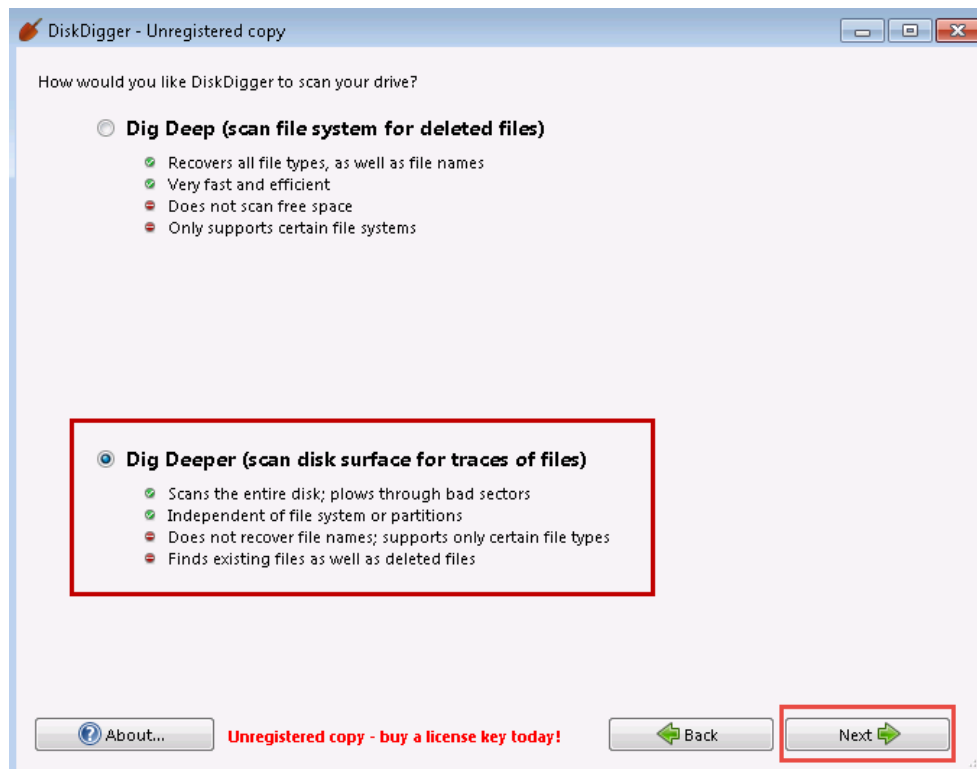 DiskDigger - Unregistered copy
How would you like DiskDigger to scan your drive?
Dig Deep (scan file system for deleted files)
Recovers all file types, as well as file names
Very fast and efficient
Does not scan free space
Only supports certain file systems
Dig Deeper (scan disk surface for traces of files)
Scans the entire disk; plows through bad sectors
Independent of file system or partitions
Does not recover file names; supports only certain file types
Finds existing files as well as deleted files
About... Unregistered copy - buy a license key today! Back Next